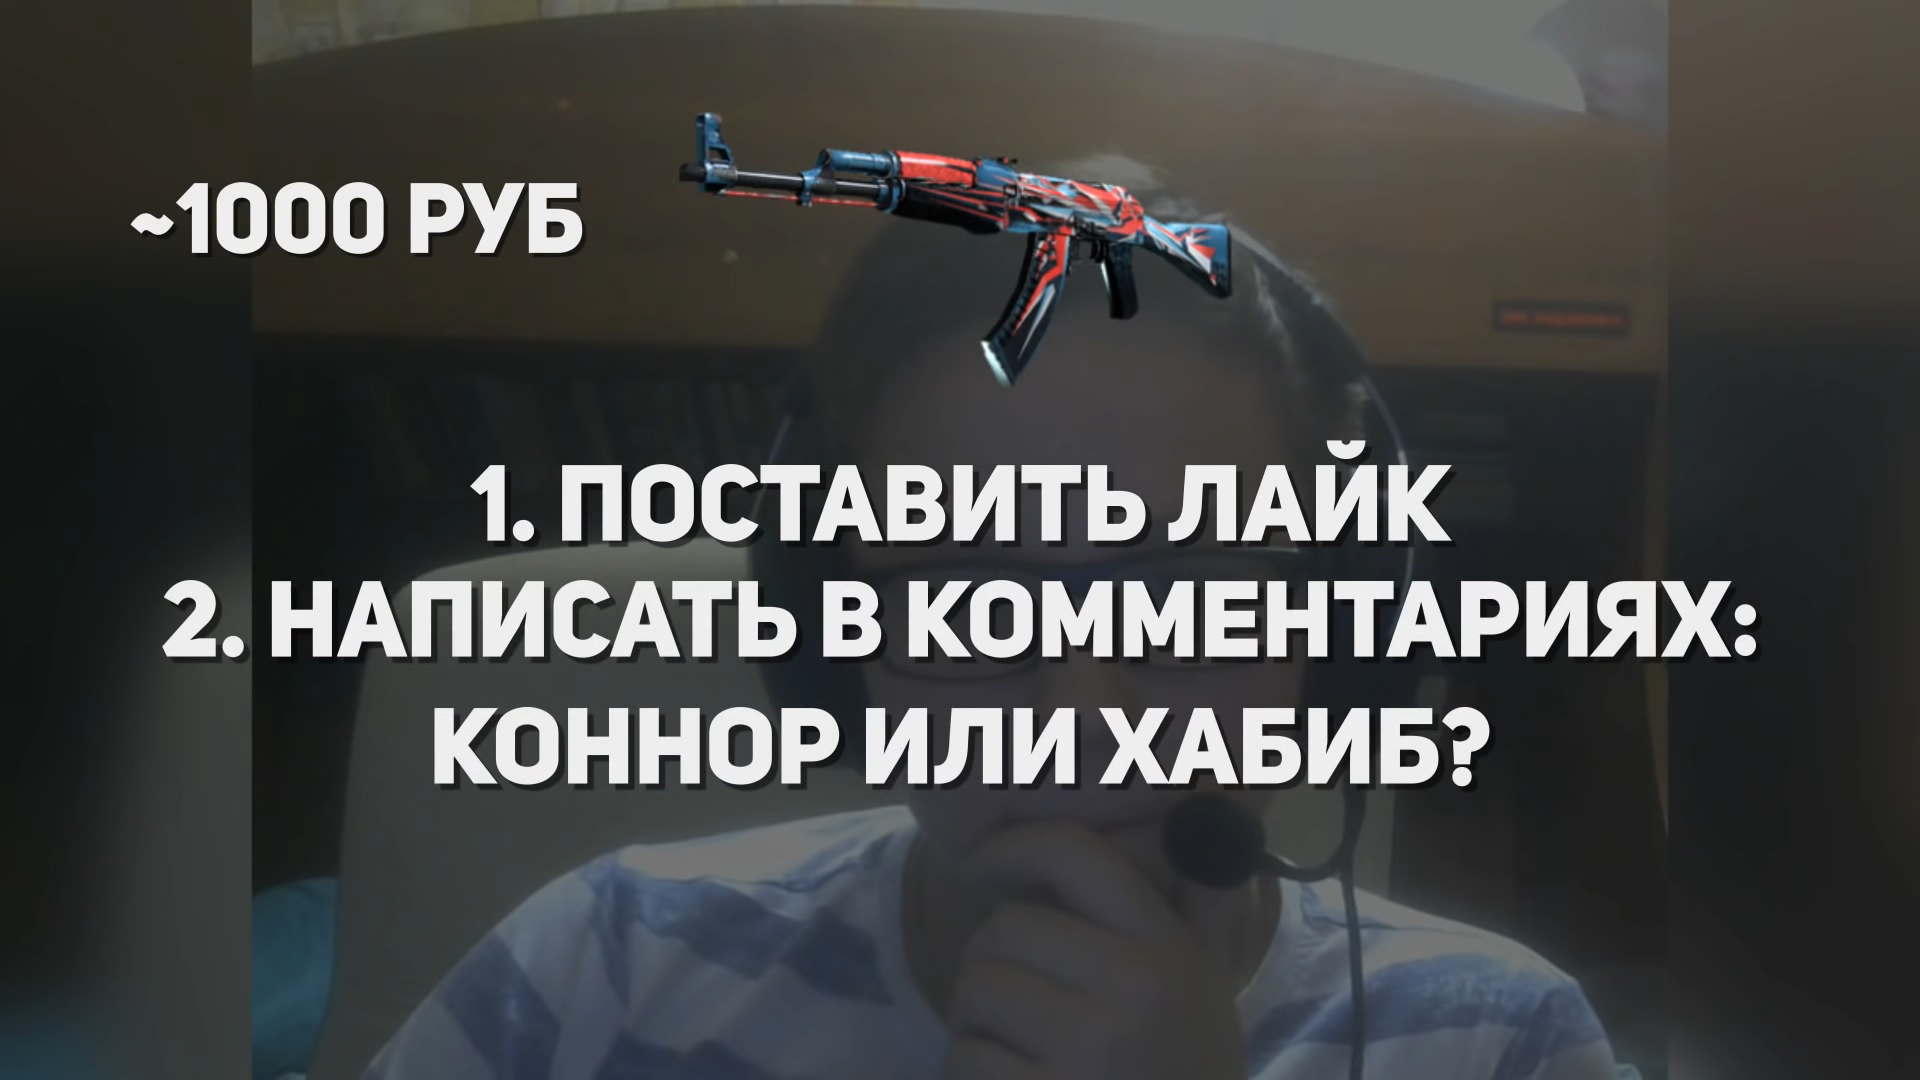 ~1000 РУБ
1. ПОСТАВИТЬ ЛАЙК
2. НАПИСАТЬ В КОММЕНТАРИЯХ:
КОННОР ИЛИ ХАБИБ?